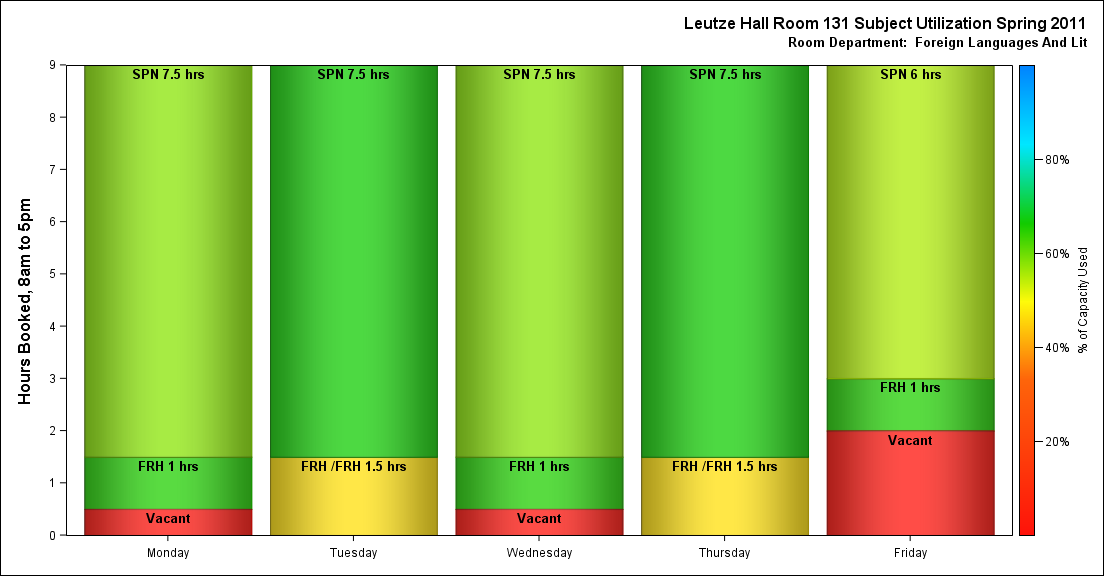 Leutze Hall Room 131 Subject Utilization Spring 2011
Room Department: Foreign Languages And Lit
Hours Booked, 8am to 5pm
9
8
7
6
5
4
3
2
1
0
SPN 7.5 hrs
FRH 1 hrs
Vacant
Monday
SPN 7.5 hrs
FRH /FRH 1.5 hrs
Tuesday
SPN 7.5 hrs
FRH 1 hrs
Vacant
Wednesday
SPN 7.5 hrs
FRH /FRH 1.5 hrs
Thursday
SPN 6 hrs
FRH 1 hrs
Vacant
Friday
80%
60%
40%
20%
% of Capacity Used